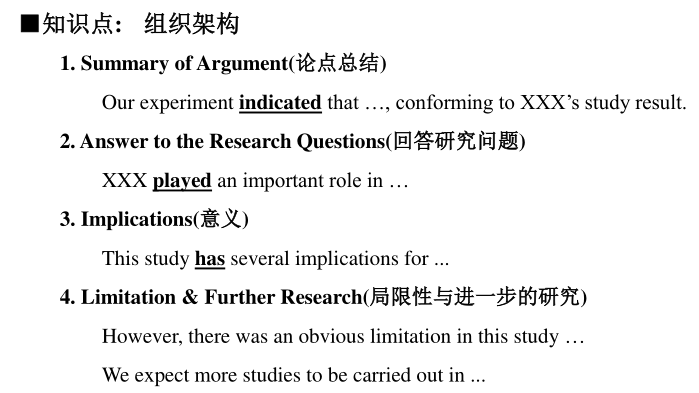 ■知识点： 组织架构
1. Summary of Argument(论点总结)
Our experiment indicated that …, conforming to XXX’s study result.
2. Answer to the Research Questions(回答研究问题)
XXX played an important role in …
3. Implications(意义)
This study has several implications for ...
4. Limitation & Further Research(局限性与进一步的研究)
However, there was an obvious limitation in this study …
We expect more studies to be carried out in ...